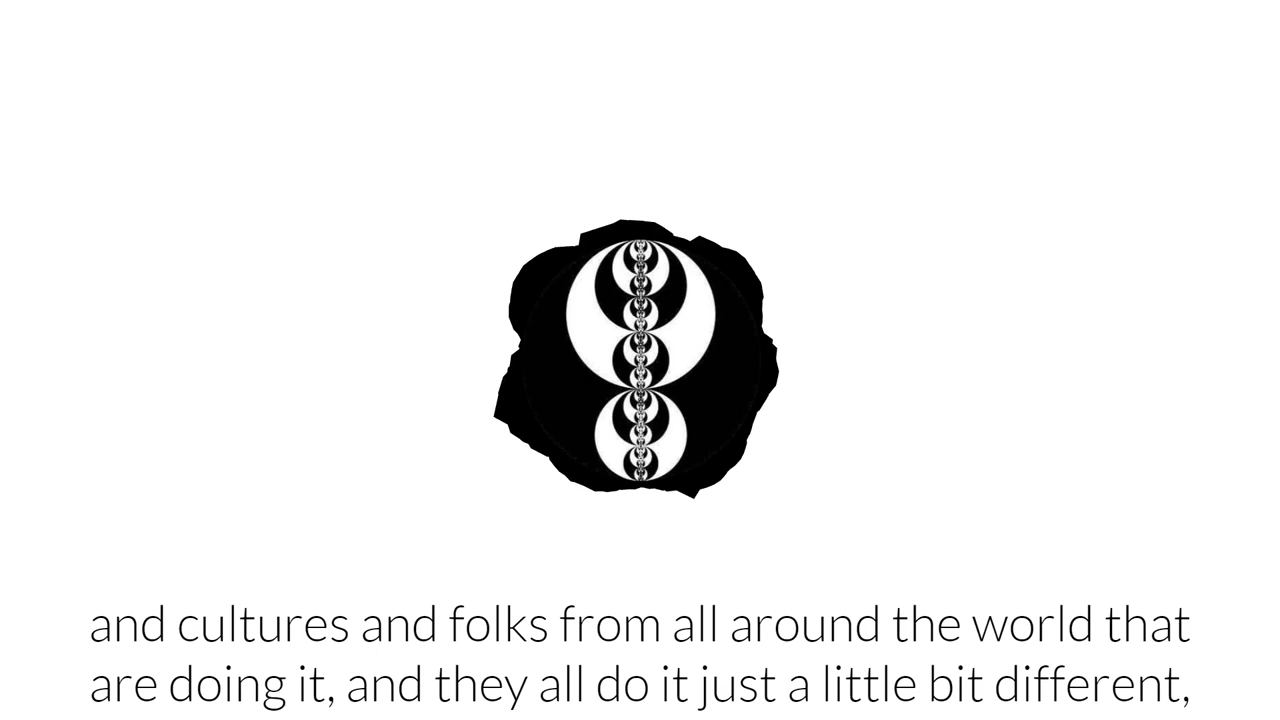 and cultures and folks from all around the world that
are doing it, and they all do it just a little bit different,